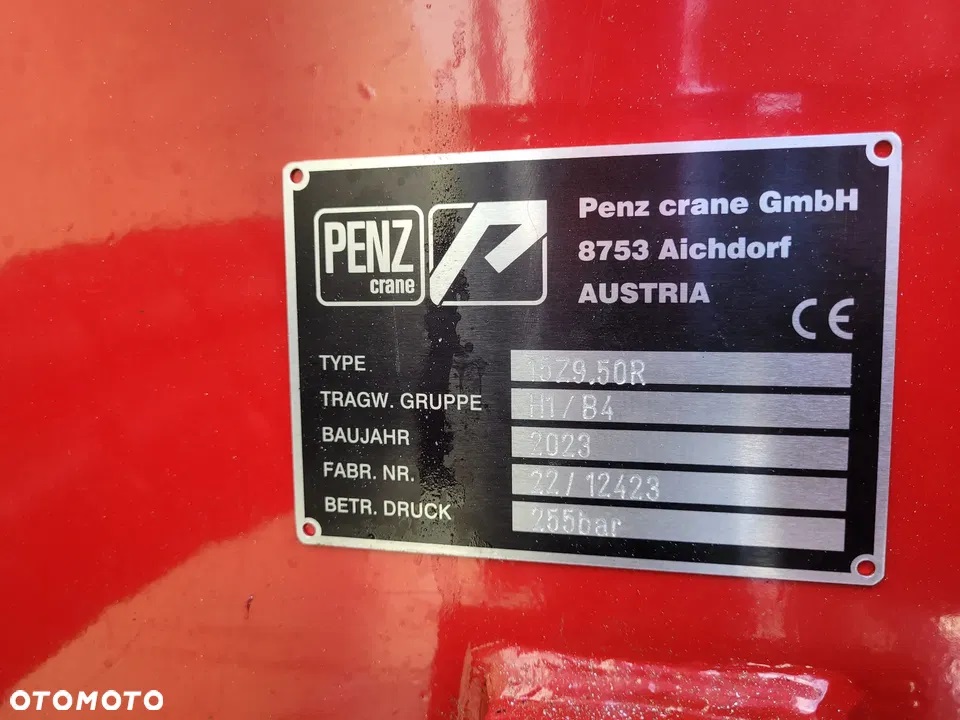 PENZ
crane
Penz crane GmbH
8753 Aichdorf
AUSTRIA
CE
TYPE 15Z9.50R
TRAGW. GRUPPE H1/B4
BAUJAHR 2023
FABR. NR. 22/12423
BETR. DRUCK 255bar
OTOMOTO